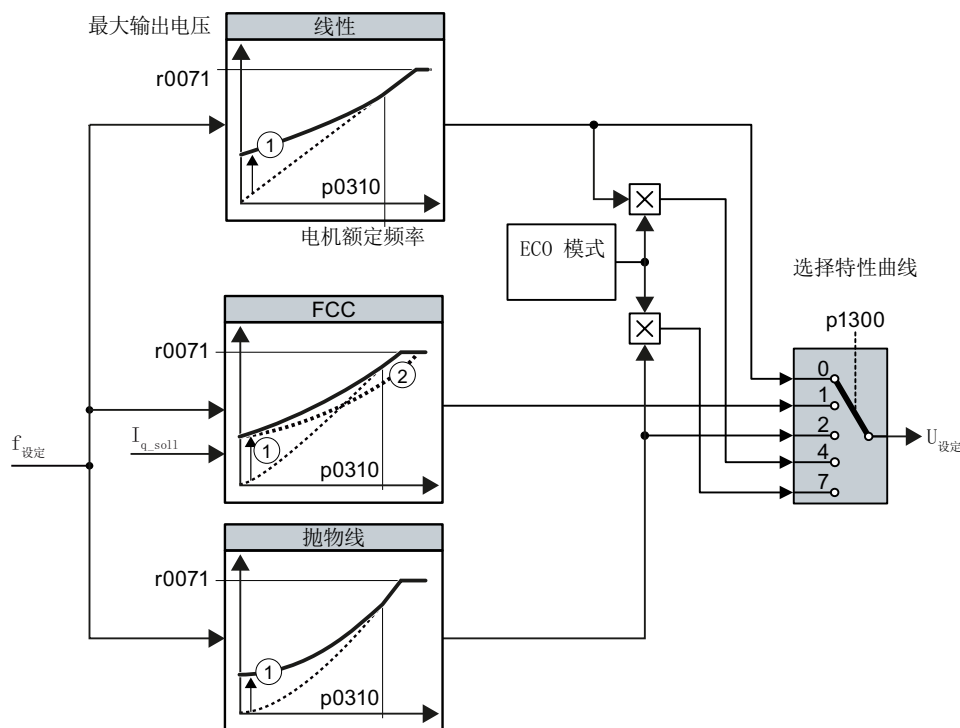 最大输出电压
线性
r0071
①
p0310
电机额定频率
ECO 模式
选择特性曲线
p1300
FCC
r0071
②
①
p0310
f设定
I_q_soll
0
1
2
4
7
U设定
抛物线
r0071
①
p0310